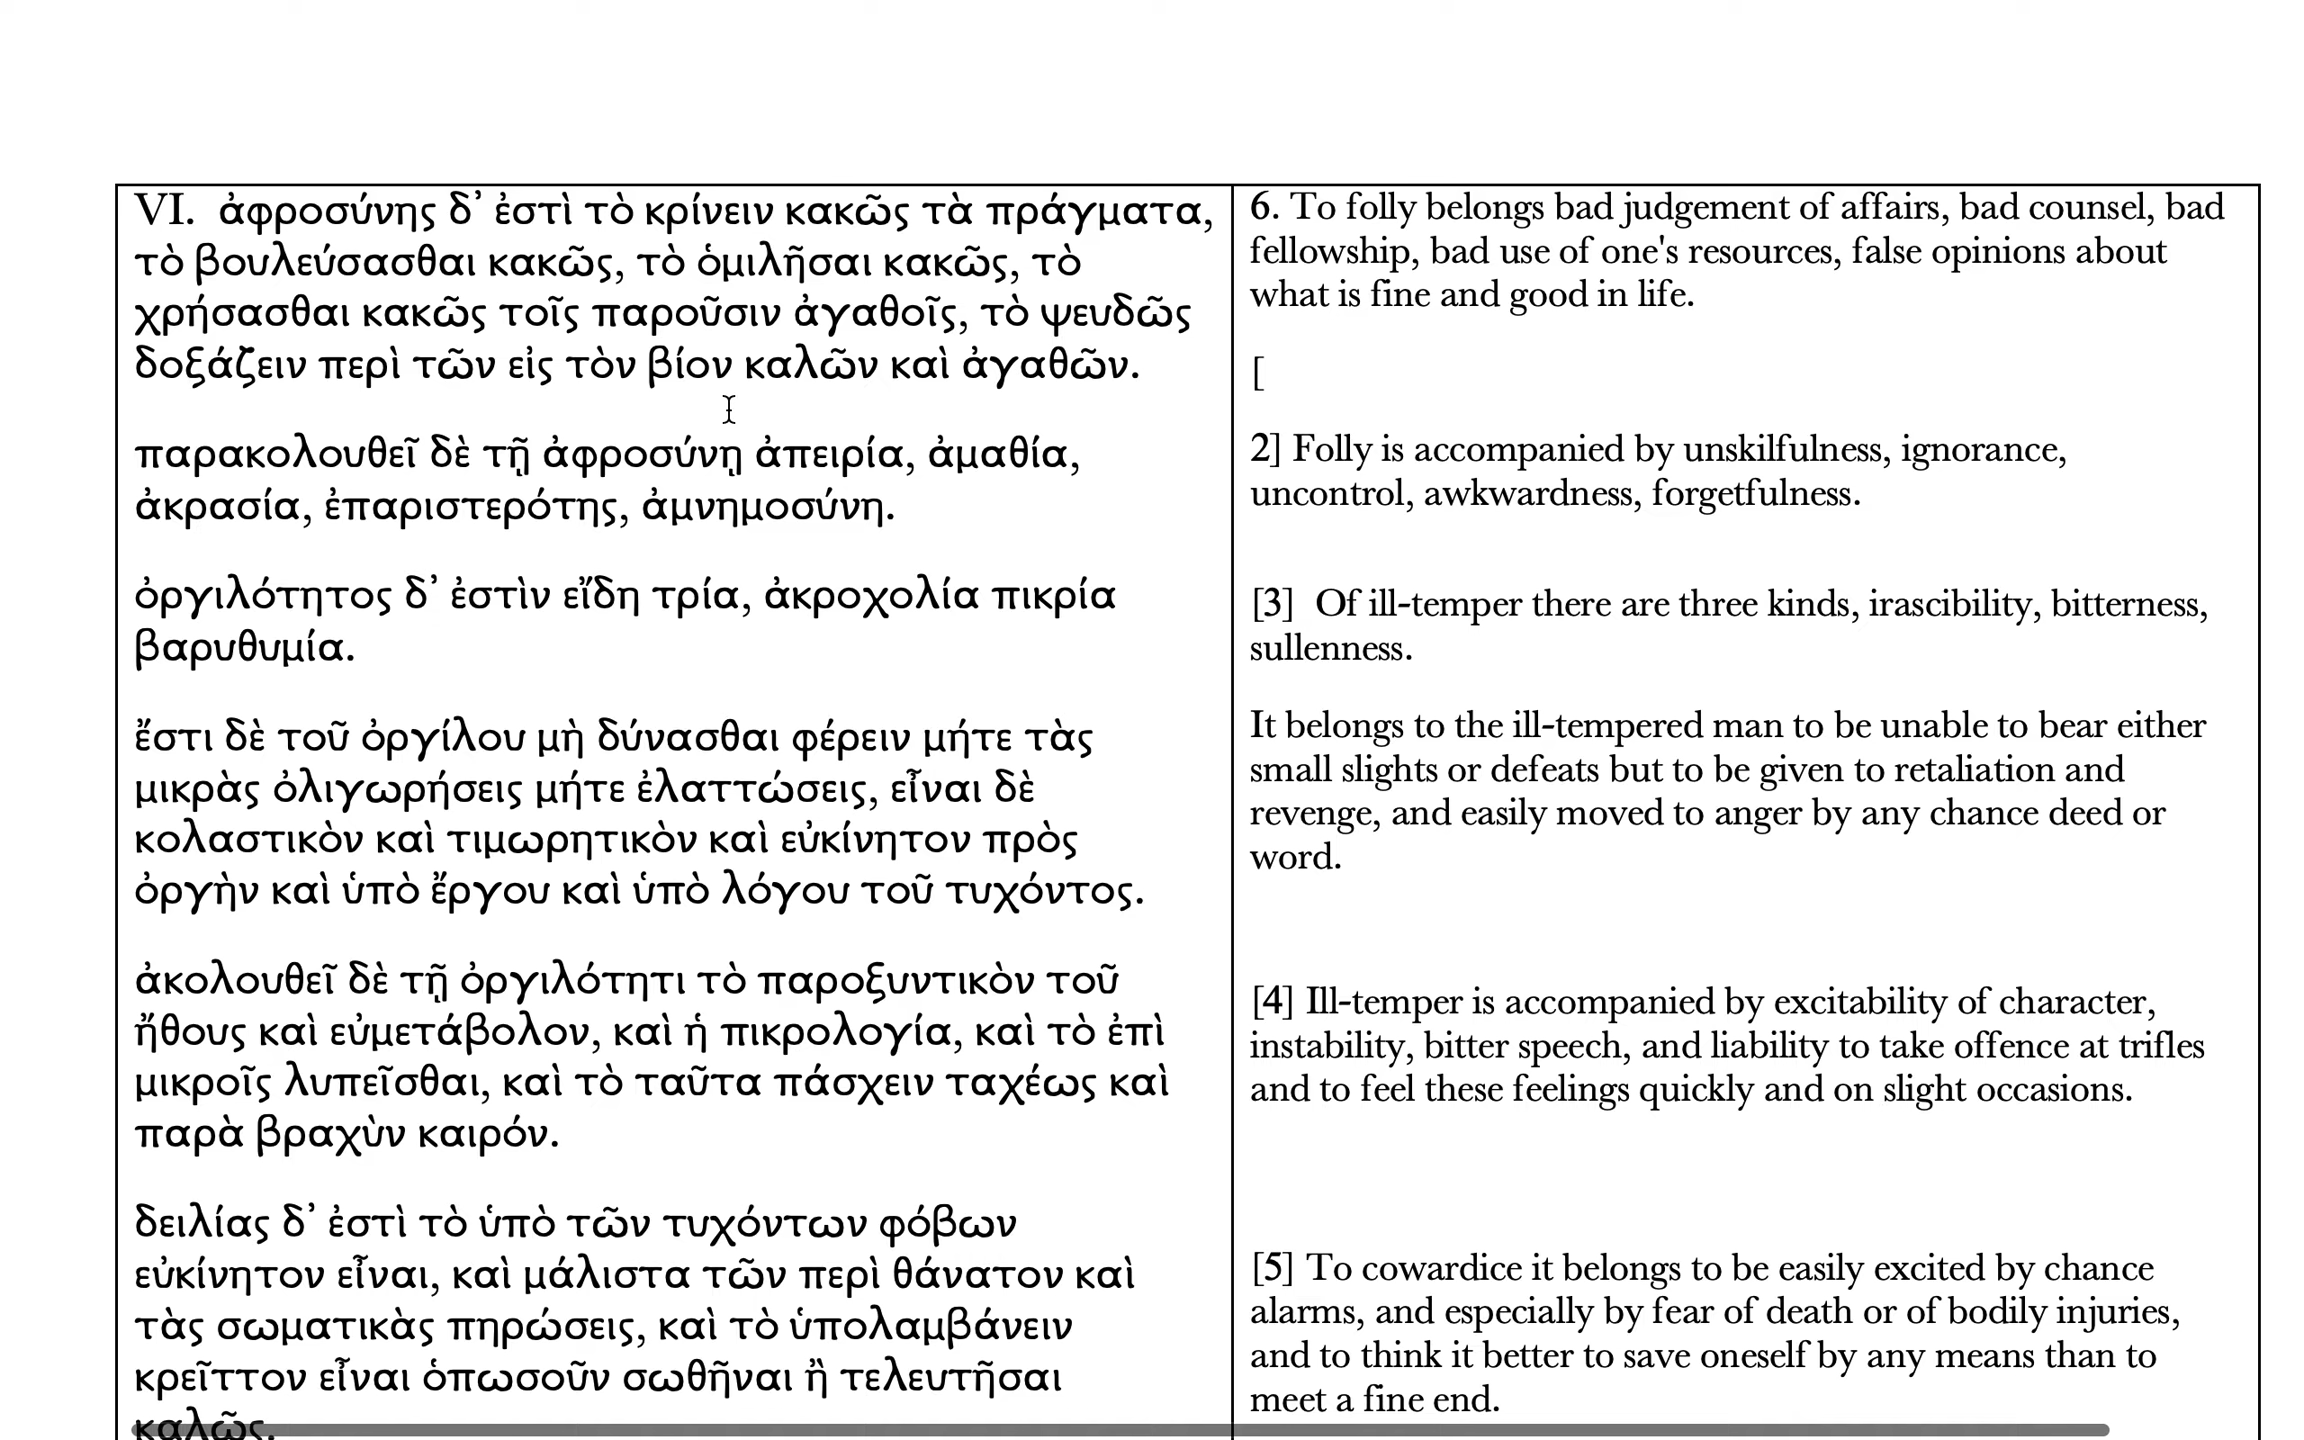 VI. ἀφροσύνης δ’ ἐστὶ τὸ κρίνειν κακῶς τὰ πράγματα,
τὸ βουλεύσασθαι κακῶς, τὸ ὁμιλῆσαι κακῶς, τὸ
χρήσασθαι κακῶς τοῖς παροῦσιν ἀγαθοῖς, τὸ ψευδῶς
δοξάζειν περὶ τῶν εἰς τὸν βίον καλῶν καὶ ἀγαθῶν.
παρακολουθεῖ δὲ τῇ ἀφροσύνῃ ἀπειρία, ἀμαθία,
ἀκρασία, ἐπαριστερότης, ἀμνημοσύνη.
ὀργιλότητος δ’ ἐστὶν εἴδη τρία, ἀκροχολία πικρία
βαρυθυμία.
ἔστι δὲ τοῦ ὀργίλου μὴ δύνασθαι φέρειν μήτε τὰς
μικρὰς ὀλιγωρήσεις μήτε ἐλαττώσεις, εἶναι δὲ
κολαστικὸν καὶ τιμωρητικὸν καὶ εὐκίνητον πρὸς
ὀργὴν καὶ ὑπὸ ἔργου καὶ ὑπὸ λόγου τοῦ τυχόντος.
ἀκολουθεῖ δὲ τῇ ὀργιλότητι τὸ παροξυντικὸν τοῦ
ἤθους καὶ εὐμετάβολον, καὶ ἡ πικρολογία, καὶ τὸ ἐπὶ
μικροῖς λυπεῖσθαι, καὶ τὸ ταῦτα πάσχειν ταχέως καὶ
παρὰ βραχὺν καιρόν.
δειλίας δ’ ἐστὶ τὸ ὑπὸ τῶν τυχόντων φόβων
εὐκίνητον εἶναι, καὶ μάλιστα τῶν περὶ θάνατον καὶ
τὰς σωματικὰς πηρώσεις, καὶ τὸ ὑπολαμβάνειν
κρεῖττον εἶναι ὁπωσοῦν σωθῆναι ἢ τελευτῆσαι
καλῶς.
6. To folly belongs bad judgement of affairs, bad counsel, bad
fellowship, bad use of one's resources, false opinions about
what is fine and good in life.
[
2] Folly is accompanied by unskilfulness, ignorance,
uncontrol, awkwardness, forgetfulness.
[3] Of ill-temper there are three kinds, irascibility, bitterness,
sullenness.
It belongs to the ill-tempered man to be unable to bear either
small slights or defeats but to be given to retaliation and
revenge, and easily moved to anger by any chance deed or
word.
[4] Ill-temper is accompanied by excitability of character,
instability, bitter speech, and liability to take offence at trifles
and to feel these feelings quickly and on slight occasions.
[5] To cowardice it belongs to be easily excited by chance
alarms, and especially by fear of death or of bodily injuries,
and to think it better to save oneself by any means than to
meet a fine end.